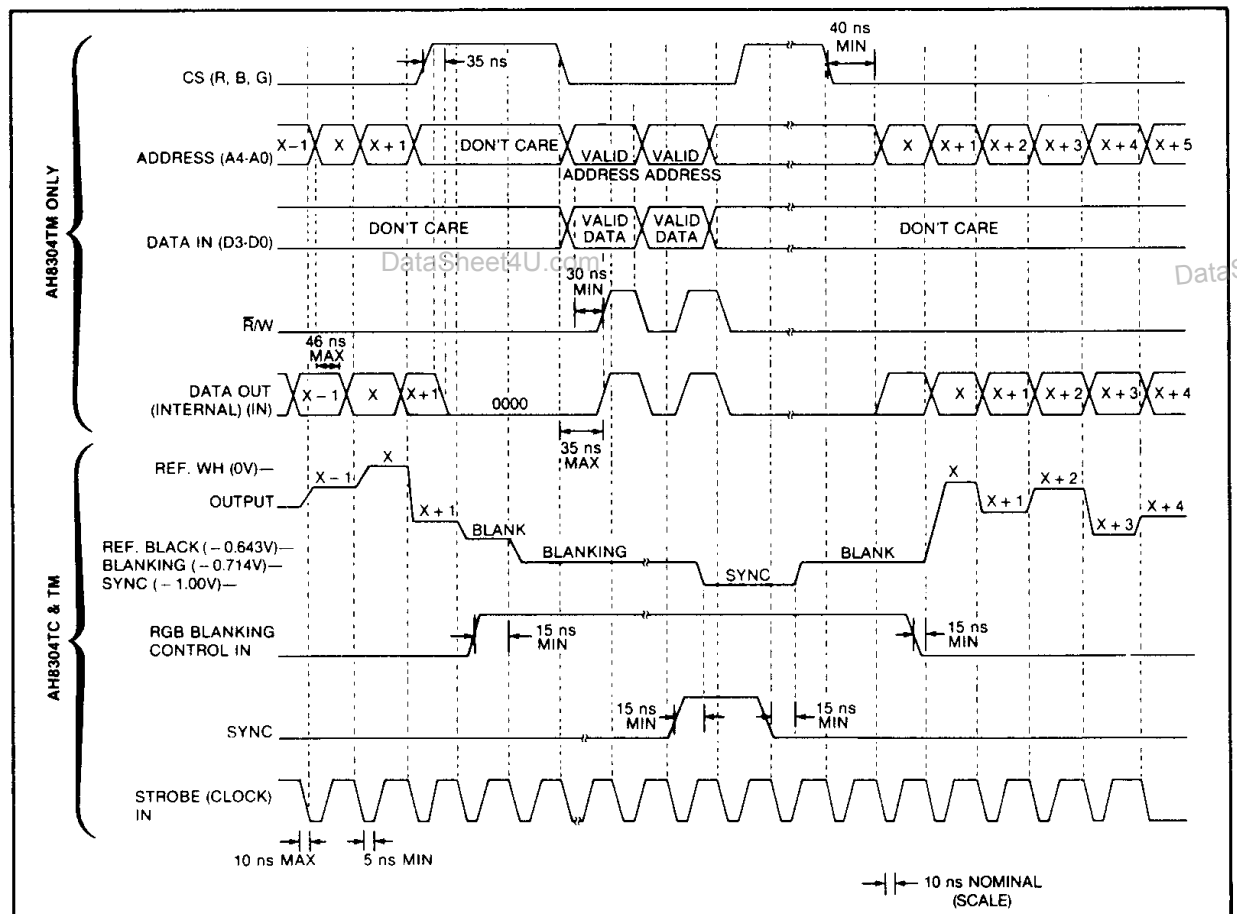 AH8304TM ONLY
40 ns
MIN
35 ns
CS (R, B, G)
X-1 X X+1 DON'T CARE X X+1 X+2 X+3 X+4 X+5
ADDRESS (A4-A0)
VALID VALID
ADDRESS ADDRESS
DON'T CARE VALID VALID DON'T CARE
DATA DATA
DATA IN (D3-D0)
DataSheet4U.com
DataS
30 ns
MIN
R̅/W
46 ns
MAX
DATA OUT
(INTERNAL) (IN)
X-1 X X+1 0000 X X+1 X+2 X+3 X+4
35 ns
MAX
AH8304TC & TM
REF. WH (0V)—
OUTPUT
X-1 X X+1 BLANK X X+1 X+2 X+3 X+4
REF. BLACK (-0.643V)—
BLANKING (-0.714V)—
SYNC (-1.00V)—
BLANKING SYNC BLANK
RGB BLANKING
CONTROL IN
15 ns
MIN
15 ns
MIN
15 ns
MIN
15 ns
MIN
SYNC
STROBE (CLOCK)
IN
10 ns MAX 5 ns MIN
10 ns NOMINAL
(SCALE)